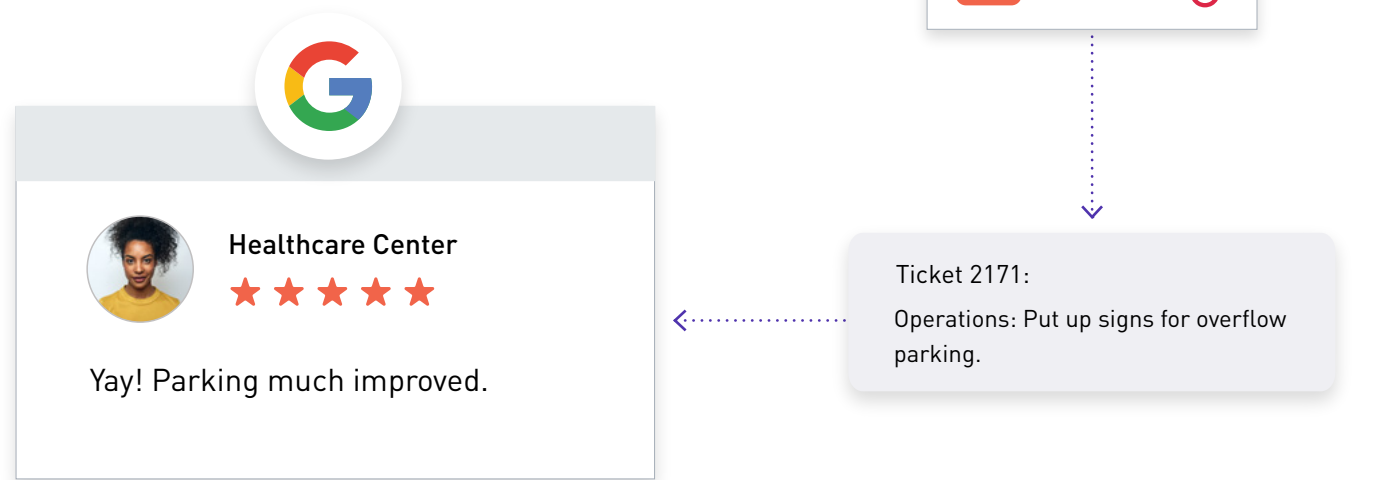 Healthcare Center
Yay! Parking much improved.
Ticket 2171:
Operations: Put up signs for overflow
parking.